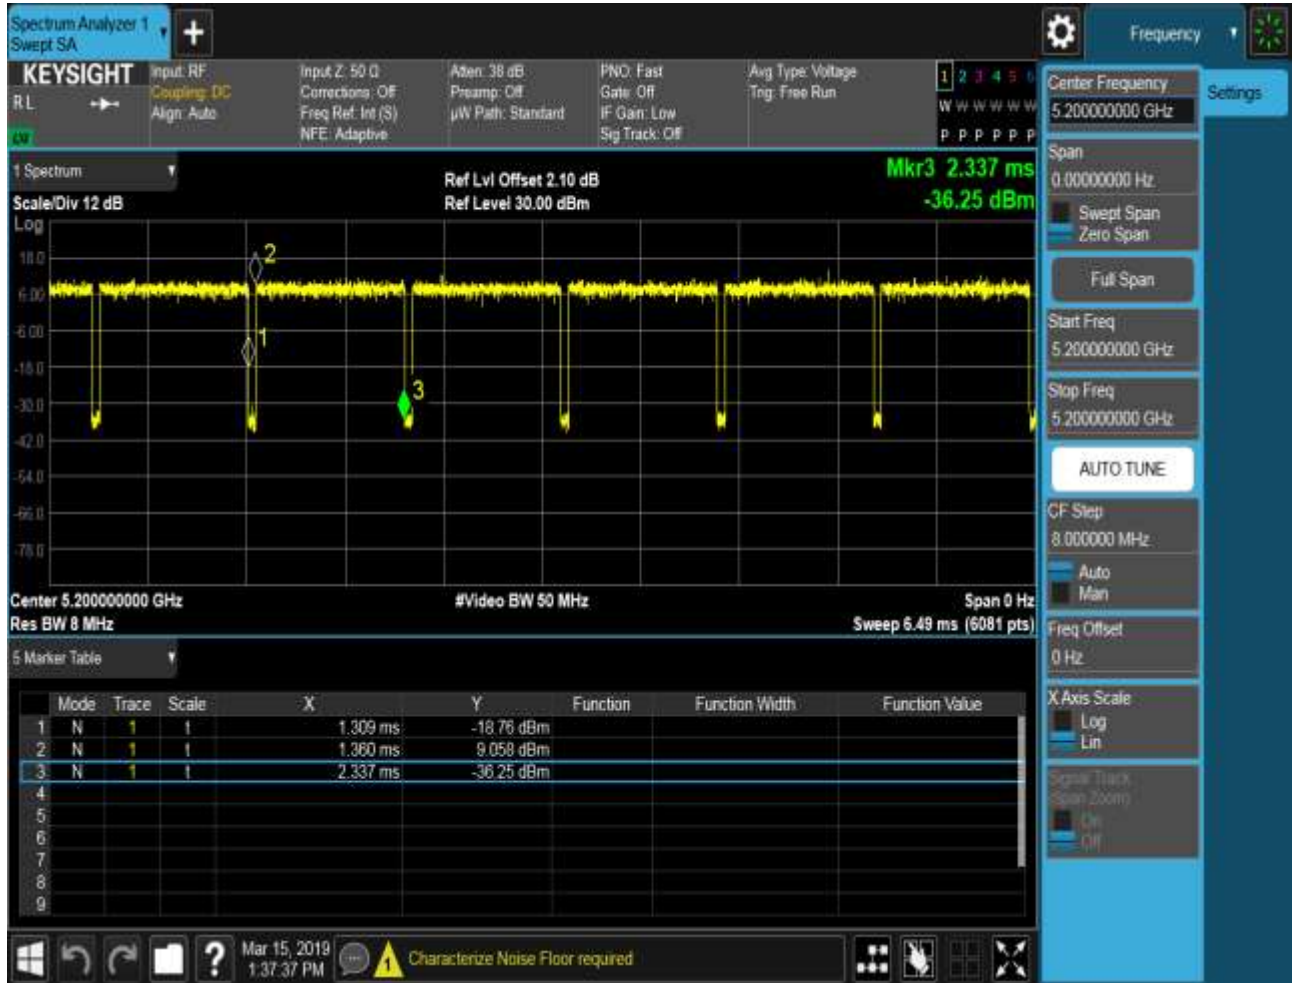 Spectrum Analyzer 1
Swept SA
+
Frequency
KEYSIGHT
RL
Input: RF
Coupling: DC
Align: Auto
Input Z: 50 Ω
Corrections: Off
Freq Ref: Int (S)
NFE: Adaptive
Atten: 38 dB
Preamp: Off
µW Path: Standard
PNO: Fast
Gate: Off
IF Gain: Low
Sig Track: Off
Avg Type: Voltage
Trig: Free Run
1 2 3 4 5 6
W W W W W W
P P P P P P
1 Spectrum
Scale/Div 12 dB
Ref Lvl Offset 2.10 dB
Ref Level 30.00 dBm
Mkr3 2.337 ms
-36.25 dBm
Log
18.0
6.00
-6.00
-18.0
-30.0
-42.0
-54.0
-66.0
-78.0
2
1
3
Center 5.200000000 GHz
Res BW 8 MHz
#Video BW 50 MHz
Span 0 Hz
Sweep 6.49 ms (6081 pts)
5 Marker Table
Mode Trace Scale X Y Function Function Width Function Value
1 N 1 t 1.309 ms -18.76 dBm
2 N 1 t 1.360 ms 9.058 dBm
3 N 1 t 2.337 ms -36.25 dBm
4
5
6
7
8
9
Mar 15, 2019
1:37:37 PM
1
Characterize Noise Floor required
?
Center Frequency
5.200000000 GHz
Settings
Span
0.00000000 Hz
Swept Span
Zero Span
Full Span
Start Freq
5.200000000 GHz
Stop Freq
5.200000000 GHz
AUTO TUNE
CF Step
8.000000 MHz
Auto
Man
Freq Offset
0 Hz
X Axis Scale
Log
Lin
Signal Track
(Span Zoom)
On
Off